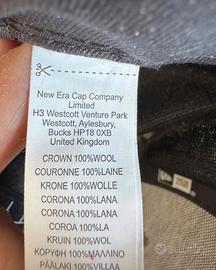 New Era Cap Company
Limited
H3 Westcott Venture Park
Westcott, Aylesbury,
Bucks HP18 0XB
United Kingdom
CROWN 100%WOOL
COURONNE 100%LAINE
KRONE 100%WOLLE
CORONA 100%LANA
CORONA 100%LANA
COROA 100%LA
KRUIN 100%WOL
ΚΟΡΥΦΗ 100%ΜΑΛΛΙΝΟ
PÄÄLAKI 100%VILLAA